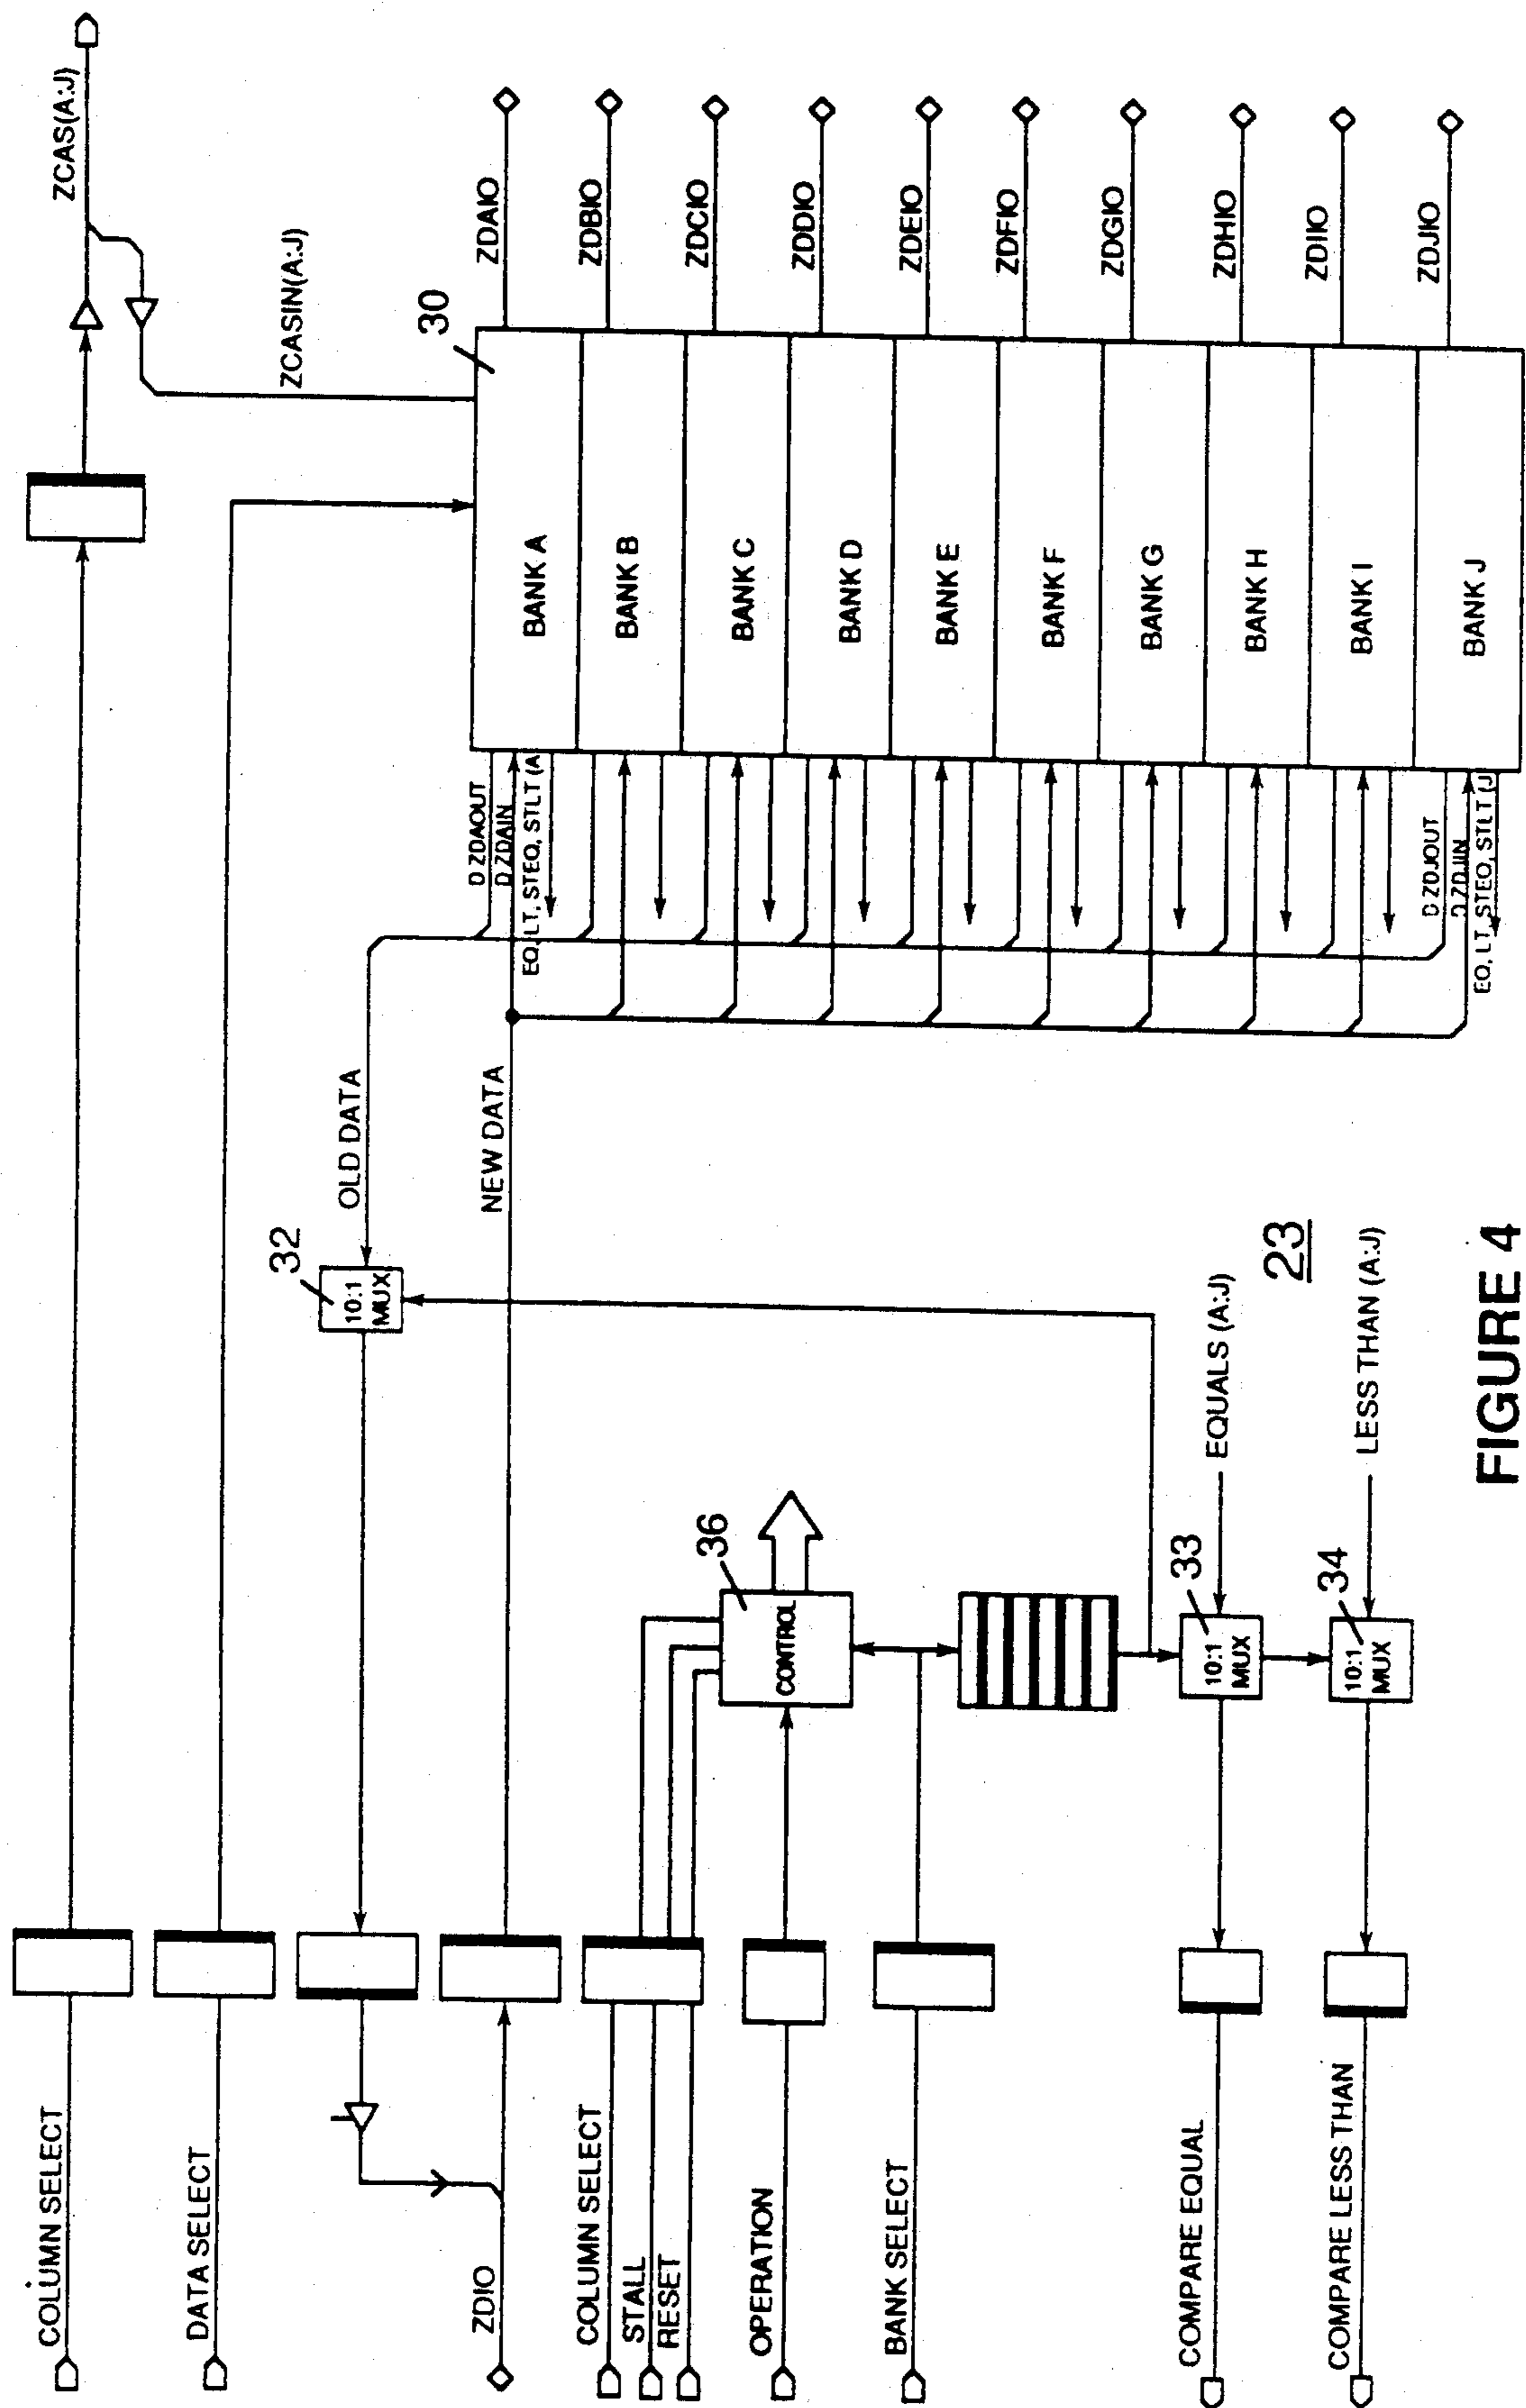 COLUMN SELECT
ZCAS(A:J)
DATA SELECT
ZCASIN(A:J)
32
10:1
MUX
OLD DATA
ZDIO
NEW DATA
30
D ZDAOUT
D ZDAIN
EQ, LT, STEQ, STLT (A
BANK A
ZDAIO
BANK B
ZDBIO
BANK C
ZDCIO
BANK D
ZDDIO
BANK E
ZDEIO
BANK F
ZDFIO
BANK G
ZDGIO
BANK H
ZDHIO
BANK I
ZDIIO
BANK J
ZDJIO
D ZDJOUT
D ZDJIN
EQ, LT, STEQ, STLT (J
COLUMN SELECT
STALL
RESET
36
CONTROL
OPERATION
BANK SELECT
COMPARE EQUAL
33
10:1
MUX
EQUALS (A:J)
COMPARE LESS THAN
34
10:1
MUX
LESS THAN (A:J)
23
FIGURE 4